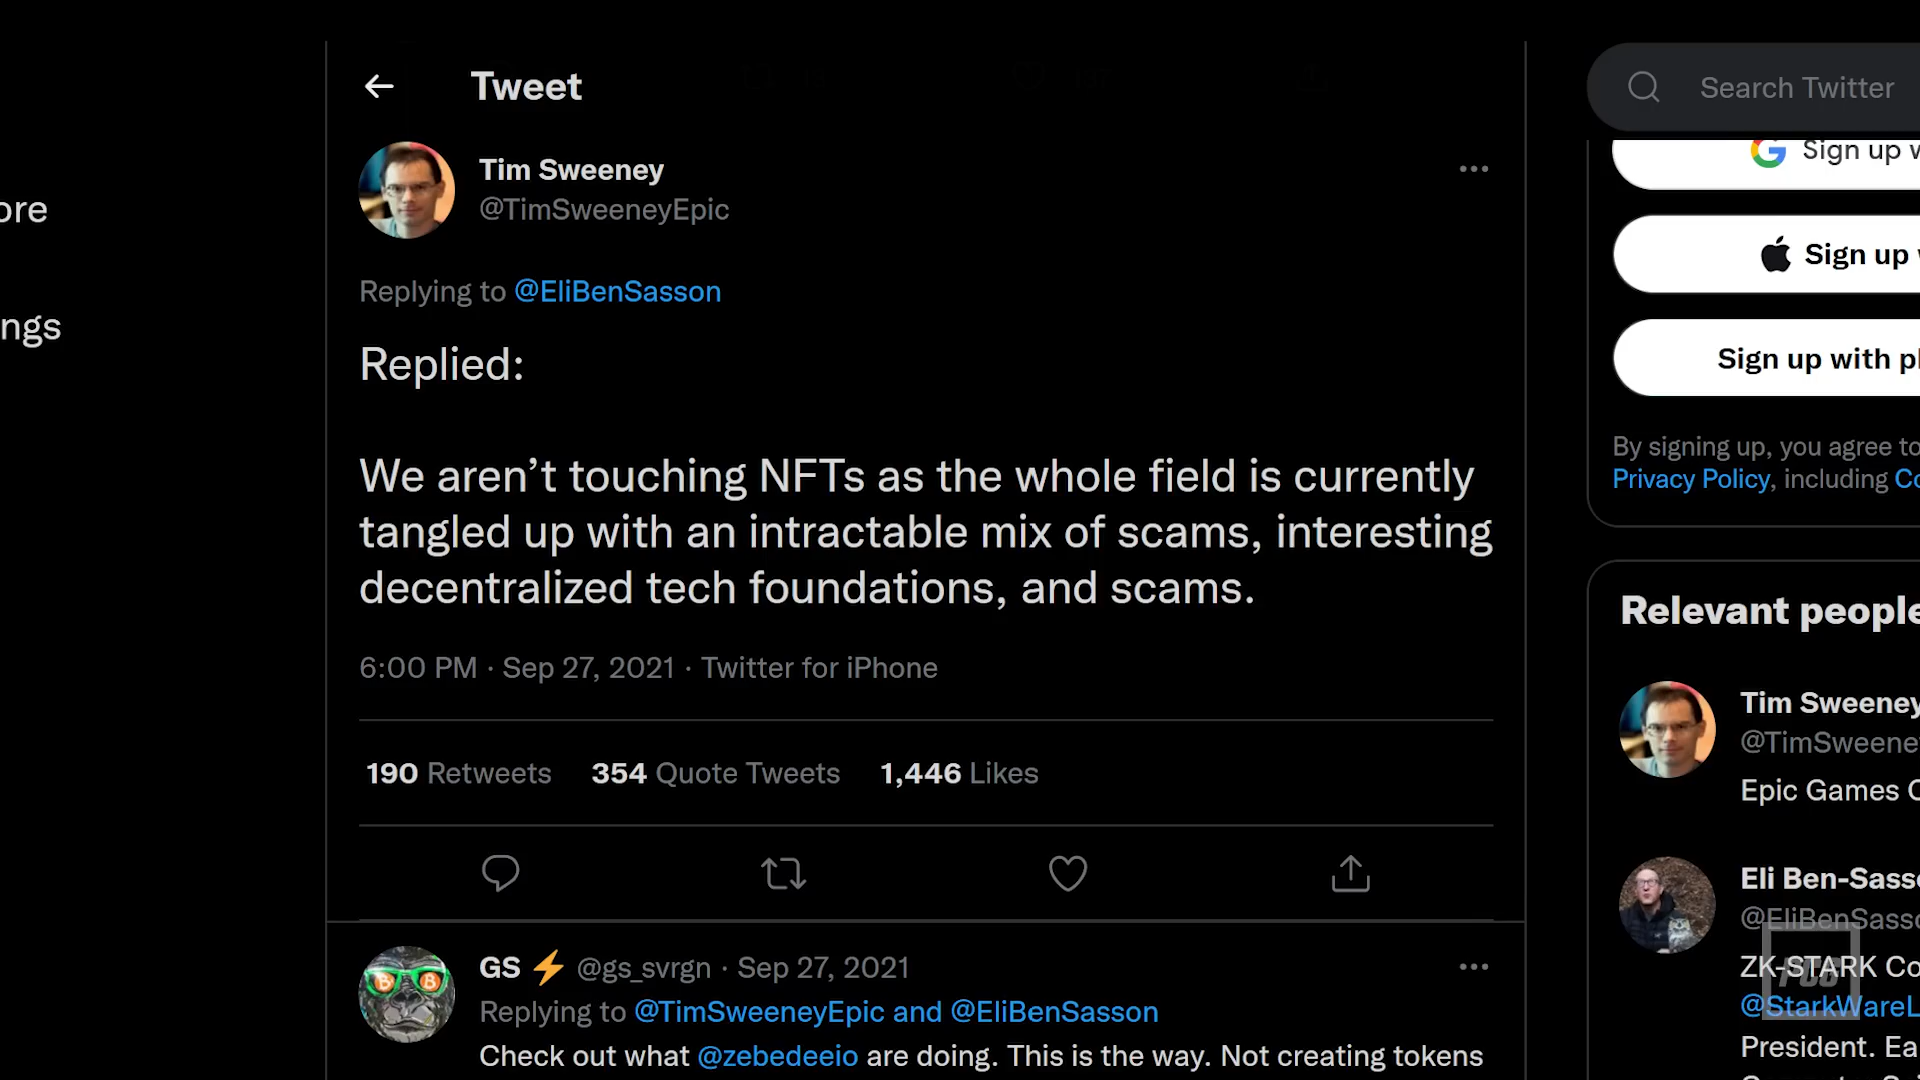 Tweet
Search Twitter
Tim Sweeney
@TimSweeneyEpic
ore
ngs
Replying to @EliBenSasson
Replied:
We aren’t touching NFTs as the whole field is currently
tangled up with an intractable mix of scams, interesting
decentralized tech foundations, and scams.
6:00 PM · Sep 27, 2021 · Twitter for iPhone
190 Retweets 354 Quote Tweets 1,446 Likes
GS ⚡ @gs_svrgn · Sep 27, 2021
Replying to @TimSweeneyEpic and @EliBenSasson
Check out what @zebedeeio are doing. This is the way. Not creating tokens
Sign up w
Sign up
Sign up with pl
By signing up, you agree to
Privacy Policy, including Co
Relevant people
Tim Sweeney
@TimSweene
Epic Games C
Eli Ben-Sass
@EliBenSass
ZK-STARK Co
@StarkWareL
President. Ea